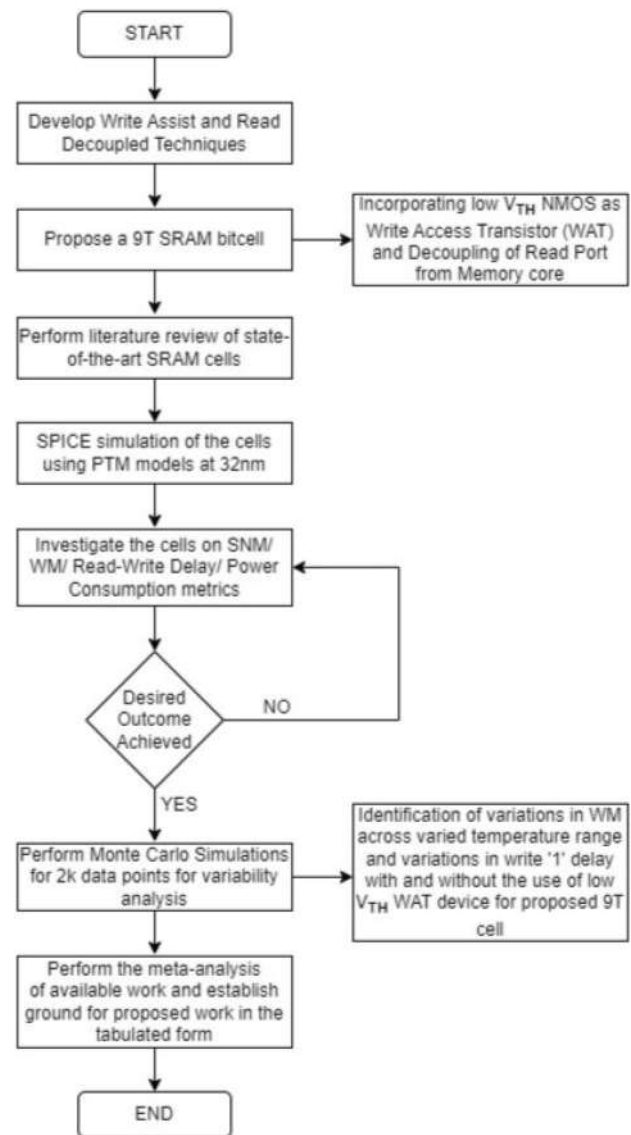 START
Develop Write Assist and Read
Decoupled Techniques
Propose a 9T SRAM bitcell
Incorporating low VTH NMOS as
Write Access Transistor (WAT)
and Decoupling of Read Port
from Memory core
Perform literature review of state-
of-the-art SRAM cells
SPICE simulation of the cells
using PTM models at 32nm
Investigate the cells on SNM/
WM/ Read-Write Delay/ Power
Consumption metrics
Desired
Outcome
Achieved
NO
YES
Perform Monte Carlo Simulations
for 2k data points for variability
analysis
Identification of variations in WM
across varied temperature range
and variations in write '1' delay
with and without the use of low
VTH WAT device for proposed 9T
cell
Perform the meta-analysis
of available work and establish
ground for proposed work in the
tabulated form
END